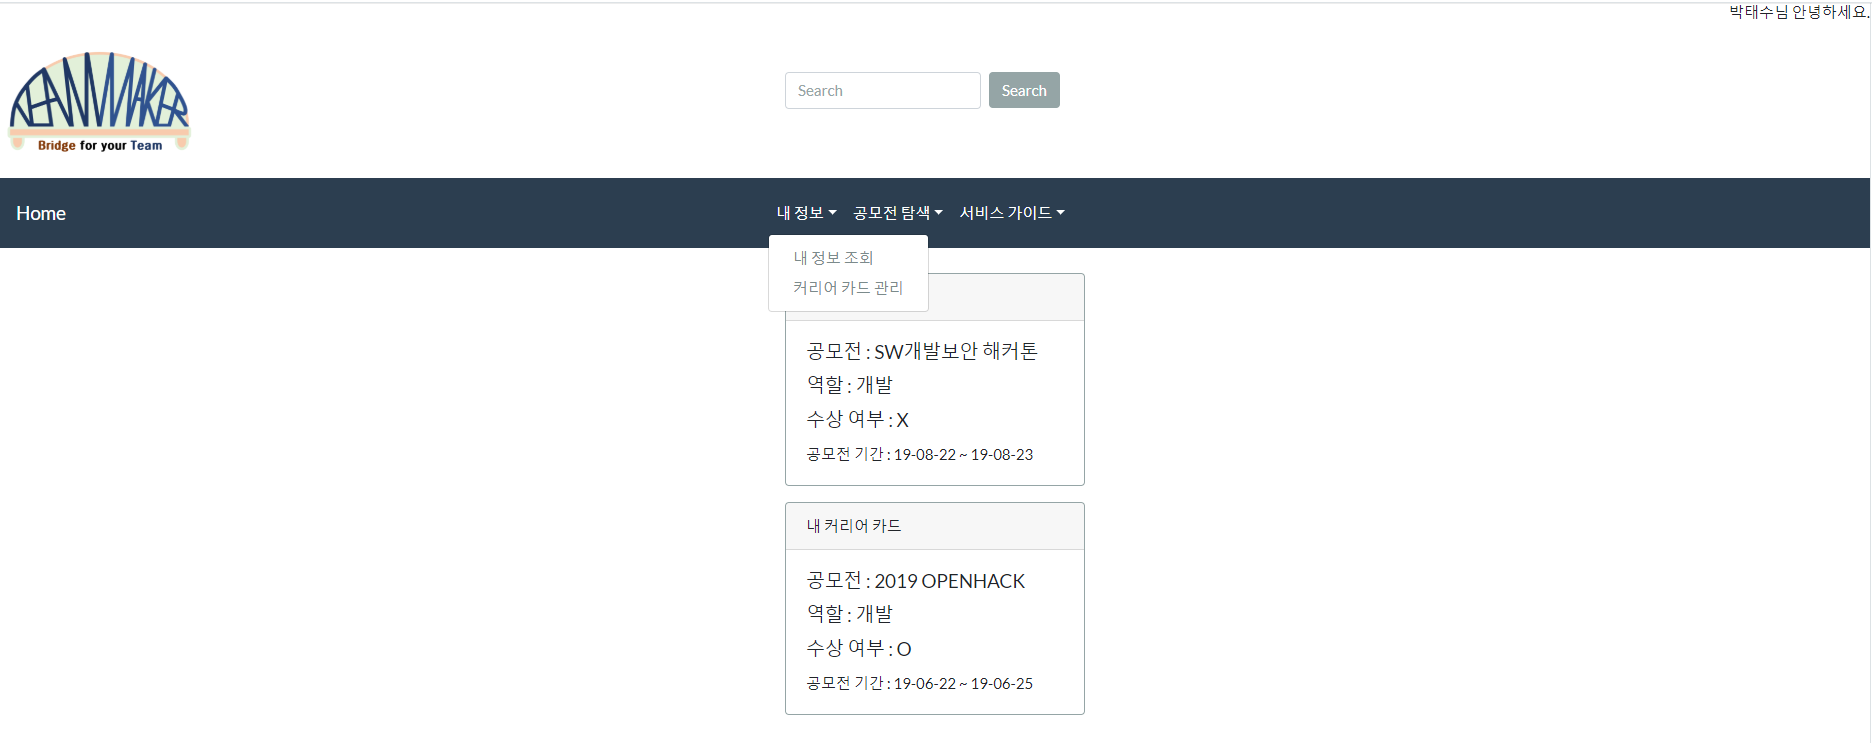 박태수님 안녕하세요.
Bridge for your Team
Search
Search
Home
내 정보
공모전 탐색
서비스 가이드
내 정보 조회
커리어 카드 관리
공모전 : SW개발보안 해커톤
역할 : 개발
수상 여부 : X
공모전 기간 : 19-08-22 ~ 19-08-23
내 커리어 카드
공모전 : 2019 OPENHACK
역할 : 개발
수상 여부 : O
공모전 기간 : 19-06-22 ~ 19-06-25